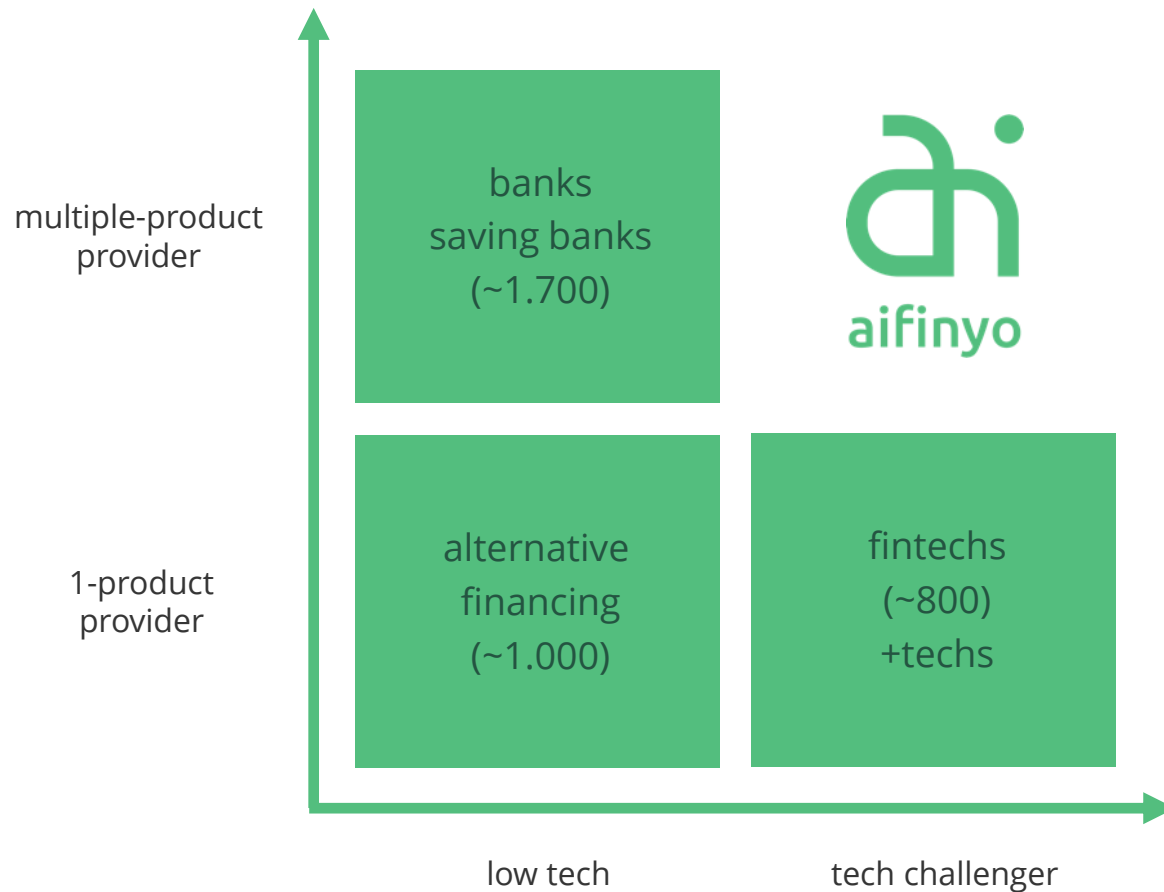 multiple-product
provider
banks
saving banks
(~1.700)
aifinyo
1-product
provider
alternative
financing
(~1.000)
fintechs
(~800)
+techs
low tech
tech challenger